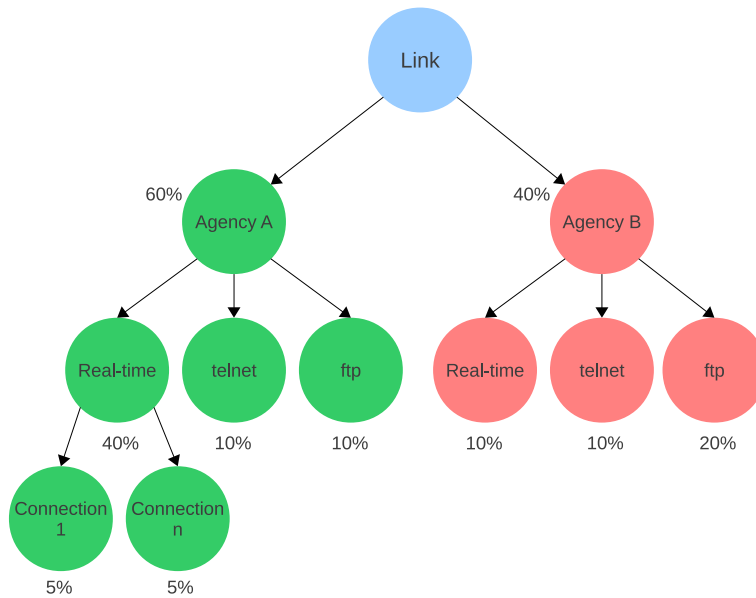 Link
60%
40%
Agency A
Agency B
Real-time
telnet
ftp
Real-time
telnet
ftp
40%
10%
10%
10%
10%
20%
Connection
1
Connection
n
5%
5%